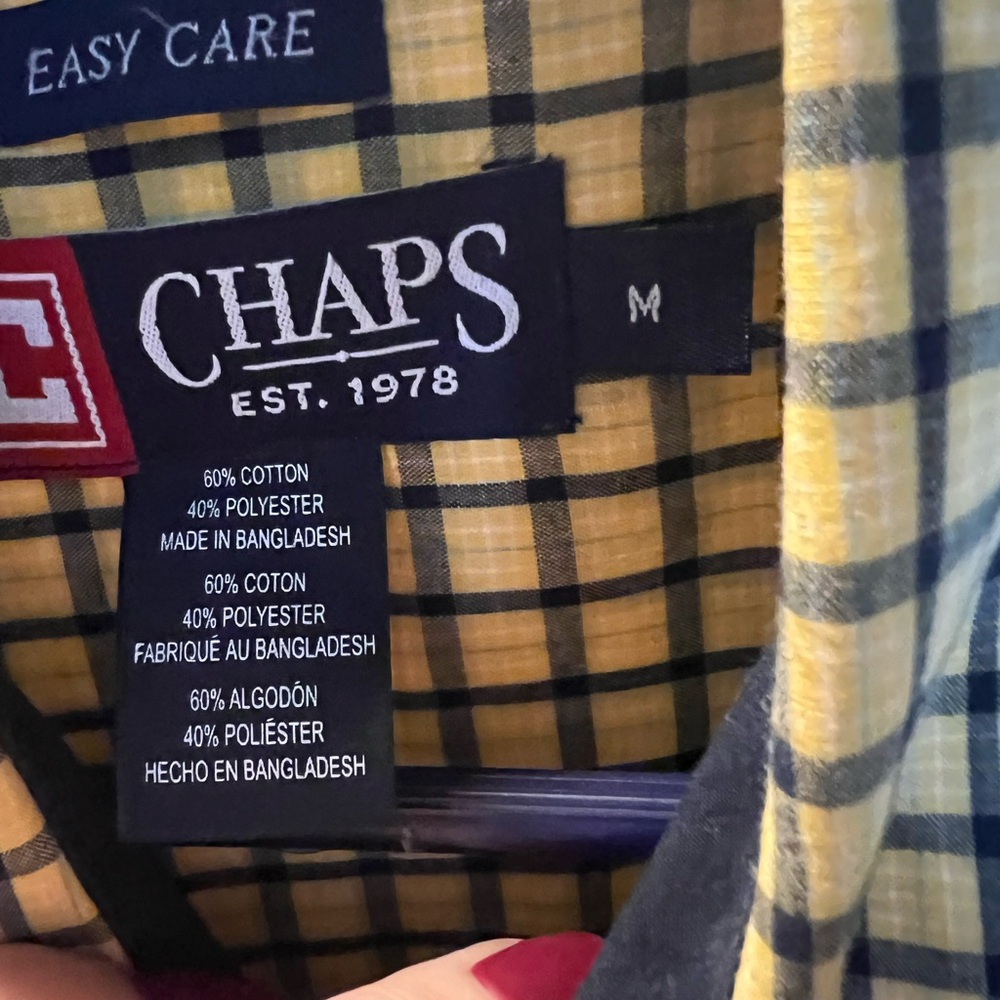 EASY CARE
C
CHAPS
EST. 1978
M
60% COTTON
40% POLYESTER
MADE IN BANGLADESH
60% COTON
40% POLYESTER
FABRIQUÉ AU BANGLADESH
60% ALGODÓN
40% POLIÉSTER
HECHO EN BANGLADESH